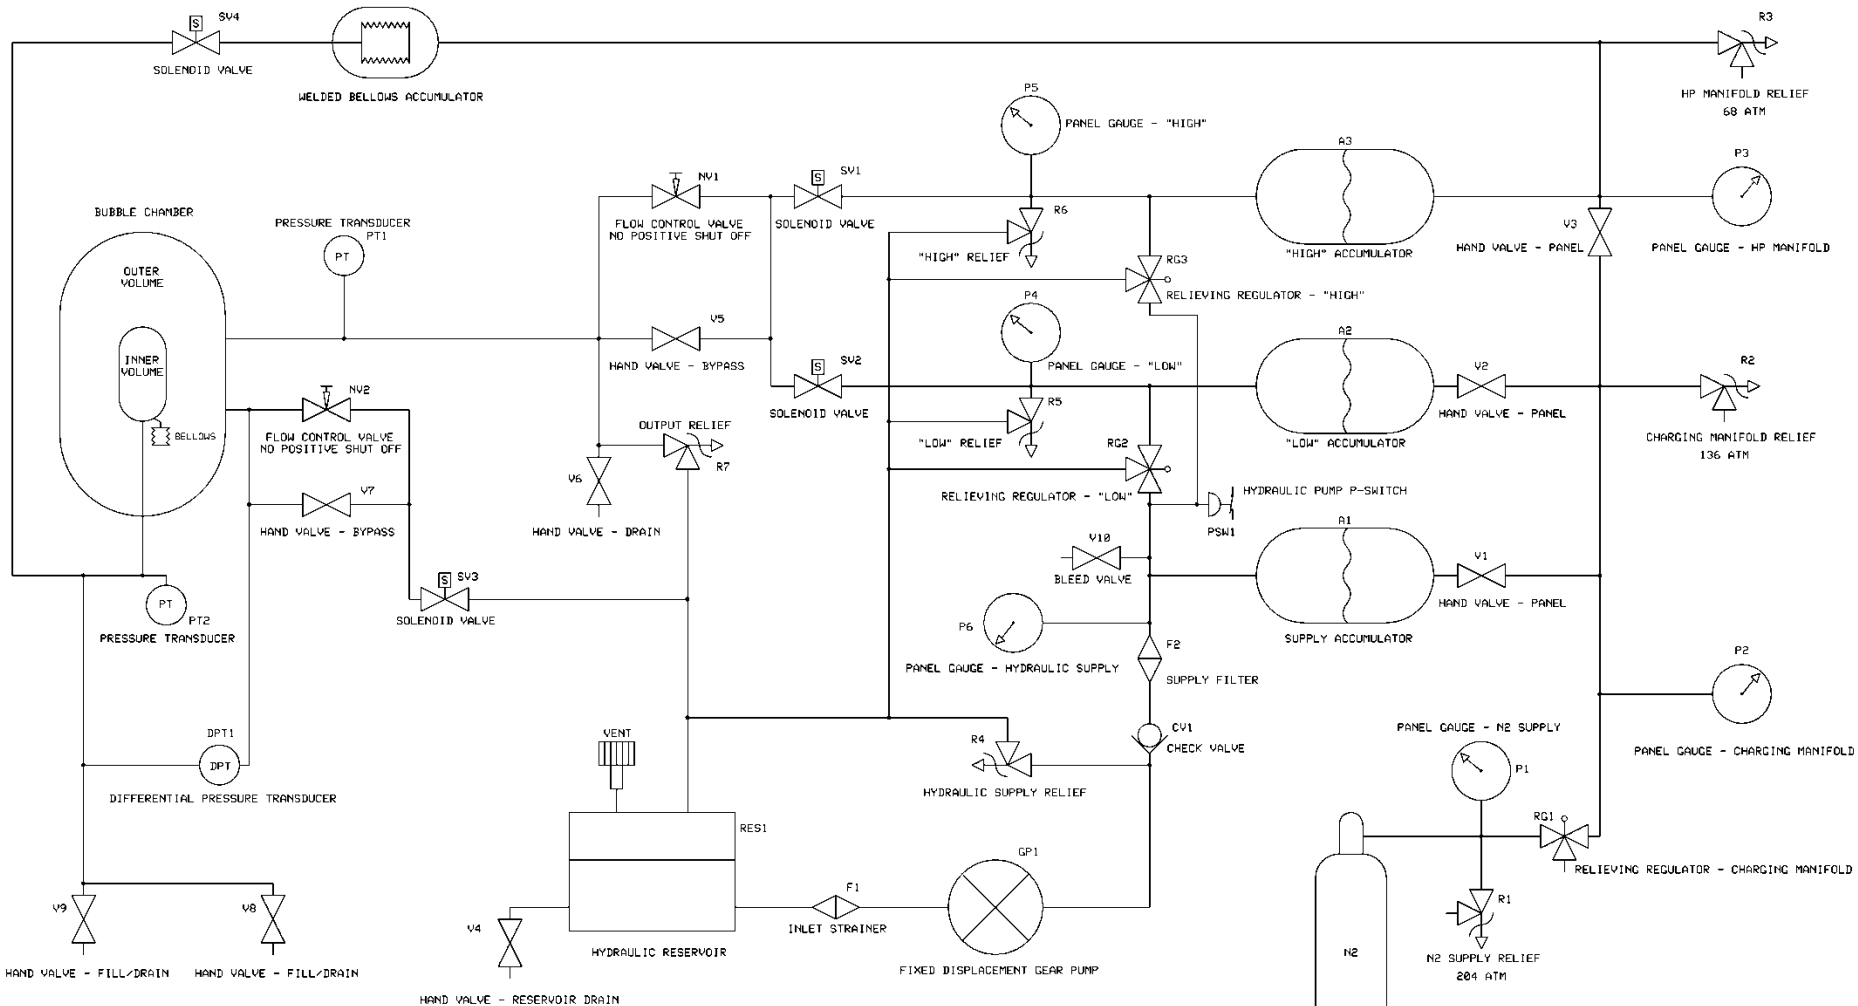 S
SV4
SOLENOID VALVE
WELDED BELLOWS ACCUMULATOR
R3
HP MANIFOLD RELIEF
68 ATM
P5
PANEL GAUGE - "HIGH"
A3
"HIGH" ACCUMULATOR
P3
PANEL GAUGE - HP MANIFOLD
V3
HAND VALVE - PANEL
NV1
FLOW CONTROL VALVE
NO POSITIVE SHUT OFF
S
SV1
SOLENOID VALVE
R6
"HIGH" RELIEF
RG3
RELIEVING REGULATOR - "HIGH"
BUBBLE CHAMBER
OUTER
VOLUME
INNER
VOLUME
BELLOWS
PRESSURE TRANSDUCER
PT1
PT
V5
HAND VALVE - BYPASS
S
SV2
SOLENOID VALVE
P4
PANEL GAUGE - "LOW"
R5
"LOW" RELIEF
A2
"LOW" ACCUMULATOR
V2
HAND VALVE - PANEL
R2
CHARGING MANIFOLD RELIEF
136 ATM
NV2
FLOW CONTROL VALVE
NO POSITIVE SHUT OFF
OUTPUT RELIEF
R7
V6
HAND VALVE - DRAIN
RG2
RELIEVING REGULATOR - "LOW"
HYDRAULIC PUMP P-SWITCH
PSW1
V7
HAND VALVE - BYPASS
A1
SUPPLY ACCUMULATOR
V1
HAND VALVE - PANEL
V10
BLEED VALVE
S
SV3
SOLENOID VALVE
PT
PT2
PRESSURE TRANSDUCER
P6
PANEL GAUGE - HYDRAULIC SUPPLY
F2
SUPPLY FILTER
P2
PANEL GAUGE - CHARGING MANIFOLD
DPT1
DPT
DIFFERENTIAL PRESSURE TRANSDUCER
VENT
R4
HYDRAULIC SUPPLY RELIEF
CV1
CHECK VALVE
PANEL GAUGE - N2 SUPPLY
P1
RG1
RELIEVING REGULATOR - CHARGING MANIFOLD
RES1
HYDRAULIC RESERVOIR
F1
INLET STRAINER
GP1
FIXED DISPLACEMENT GEAR PUMP
V9
HAND VALVE - FILL/DRAIN
V8
HAND VALVE - FILL/DRAIN
V4
HAND VALVE - RESERVOIR DRAIN
N2
R1
N2 SUPPLY RELIEF
204 ATM